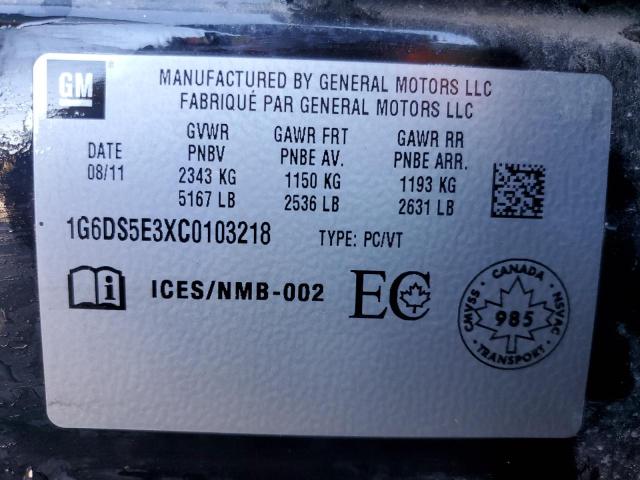 GM
MANUFACTURED BY GENERAL MOTORS LLC
FABRIQUÉ PAR GENERAL MOTORS LLC
GVWR GAWR FRT GAWR RR
DATE PNBV PNBE AV. PNBE ARR.
08/11 2343 KG 1150 KG 1193 KG
5167 LB 2536 LB 2631 LB
1G6DS5E3XC0103218 TYPE: PC/VT
i ICES/NMB-002 EC
CANADA
CMVSS 985 NSVAC
TRANSPORT